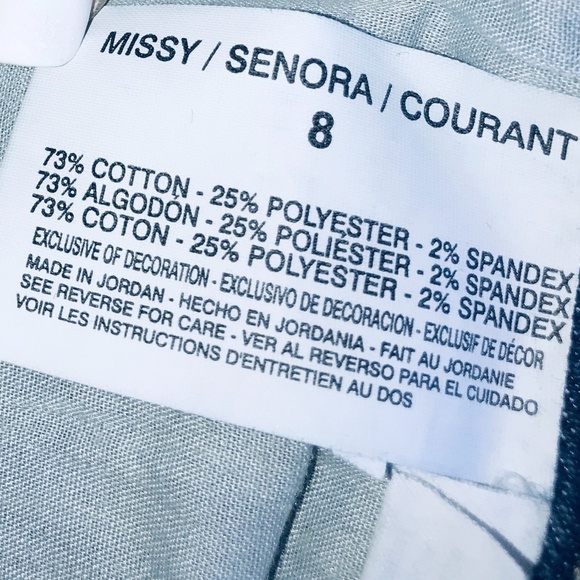 MISSY / SENORA / COURANT
8
73% COTTON - 25% POLYESTER - 2% SPANDEX
73% ALGODÓN - 25% POLIÉSTER - 2% SPANDEX
73% COTON - 25% POLYESTER - 2% SPANDEX
EXCLUSIVE OF DECORATION - EXCLUSIVO DE DECORACION - EXCLUSIF DE DÉCOR
MADE IN JORDAN - HECHO EN JORDANIA - FAIT AU JORDANIE
SEE REVERSE FOR CARE - VER AL REVERSO PARA EL CUIDADO
VOIR LES INSTRUCTIONS D'ENTRETIEN AU DOS